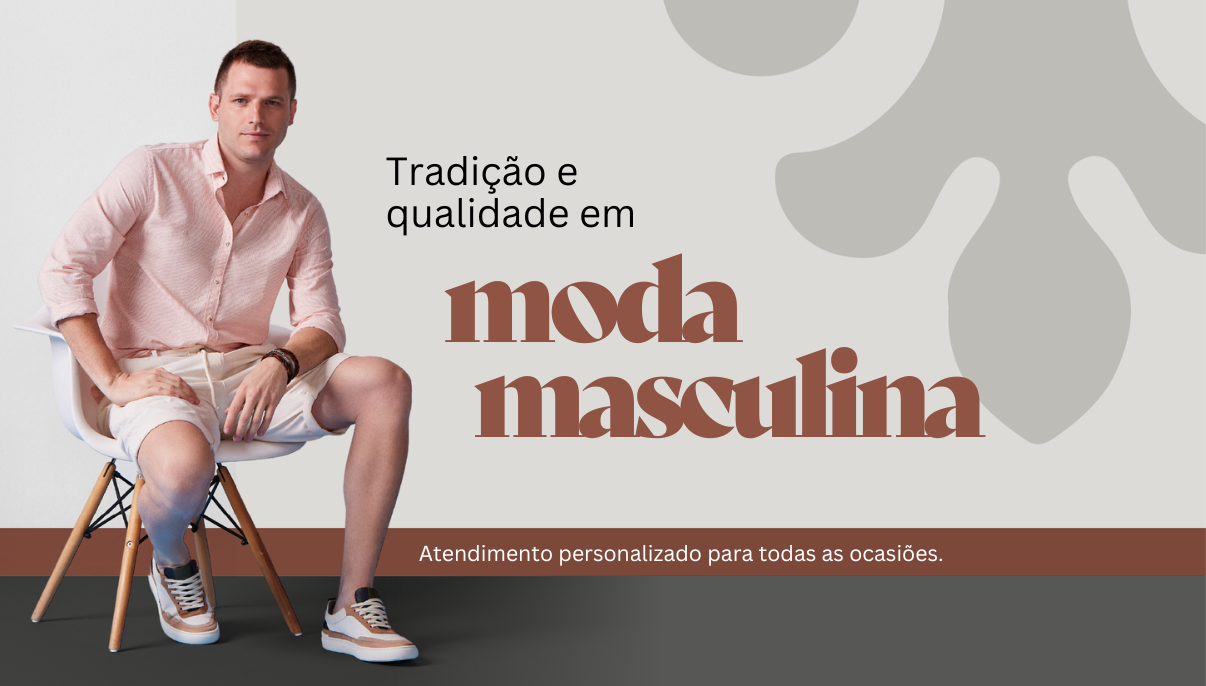 Tradição e
qualidade em
moda
masculina
Atendimento personalizado para todas as ocasiões.